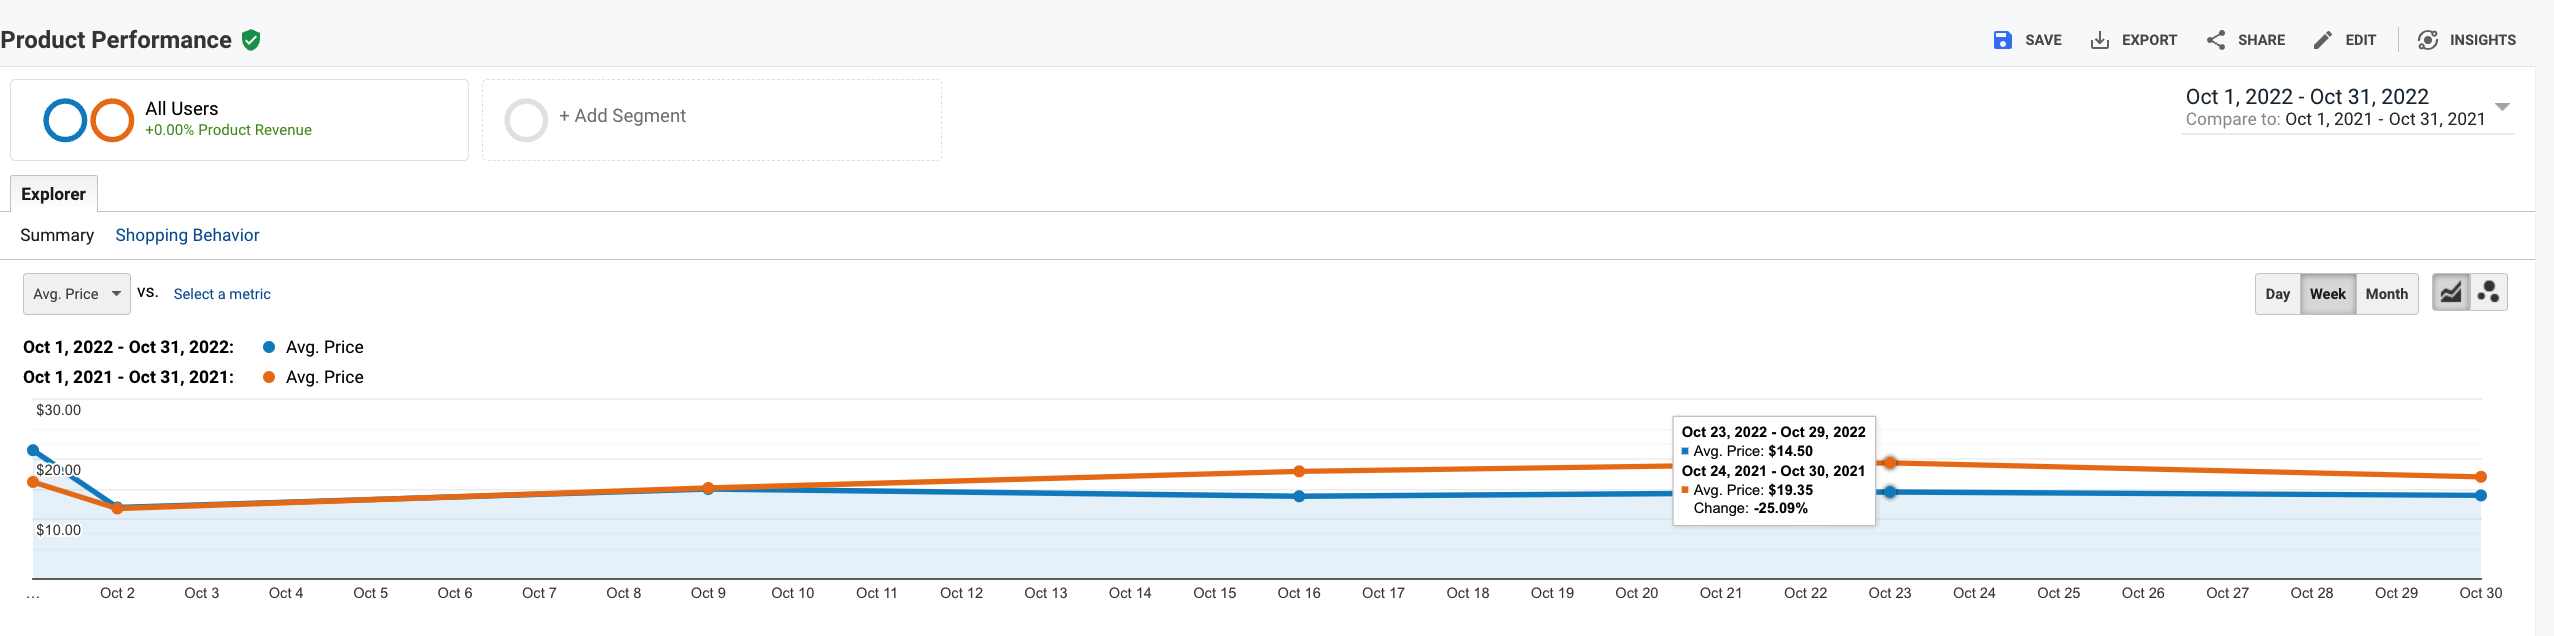 Product Performance
SAVE EXPORT SHARE EDIT INSIGHTS
All Users
+0.00% Product Revenue
+ Add Segment
Oct 1, 2022 - Oct 31, 2022
Compare to: Oct 1, 2021 - Oct 31, 2021
Explorer
Summary Shopping Behavior
Avg. Price VS. Select a metric
Day Week Month
Oct 1, 2022 - Oct 31, 2022: Avg. Price
Oct 1, 2021 - Oct 31, 2021: Avg. Price
$30.00
$20.00
$10.00
Oct 23, 2022 - Oct 29, 2022
Avg. Price: $14.50
Oct 24, 2021 - Oct 30, 2021
Avg. Price: $19.35
Change: -25.09%
... Oct 2 Oct 3 Oct 4 Oct 5 Oct 6 Oct 7 Oct 8 Oct 9 Oct 10 Oct 11 Oct 12 Oct 13 Oct 14 Oct 15 Oct 16 Oct 17 Oct 18 Oct 19 Oct 20 Oct 21 Oct 22 Oct 23 Oct 24 Oct 25 Oct 26 Oct 27 Oct 28 Oct 29 Oct 30